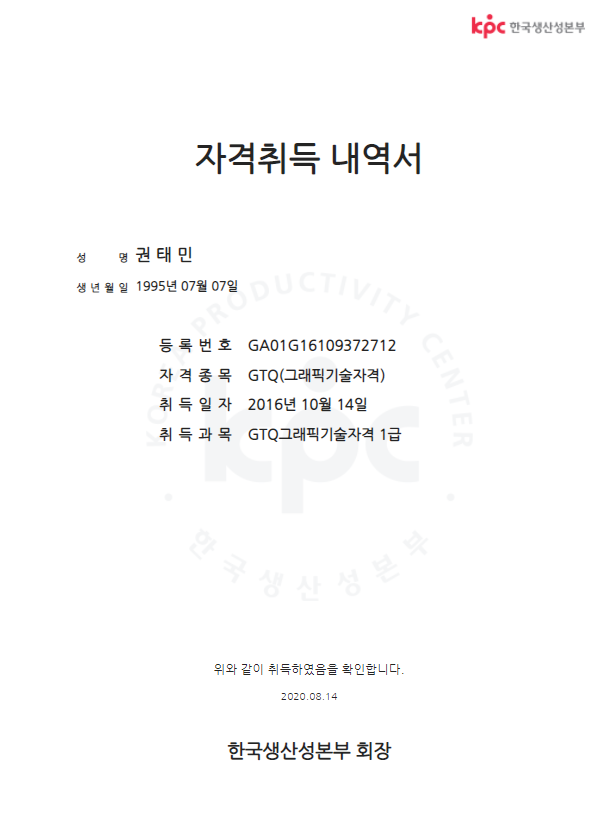 kpc 한국생산성본부
자격취득 내역서
성 명 권 태 민
생 년 월 일 1995년 07월 07일
등 록 번 호 GA01G16109372712
자 격 종 목 GTQ(그래픽기술자격)
취 득 일 자 2016년 10월 14일
취 득 과 목 GTQ그래픽기술자격 1급
KOREA PRODUCTIVITY CENTER
kpc
한국생산성본부
위와 같이 취득하였음을 확인합니다.
2020.08.14
한국생산성본부 회장